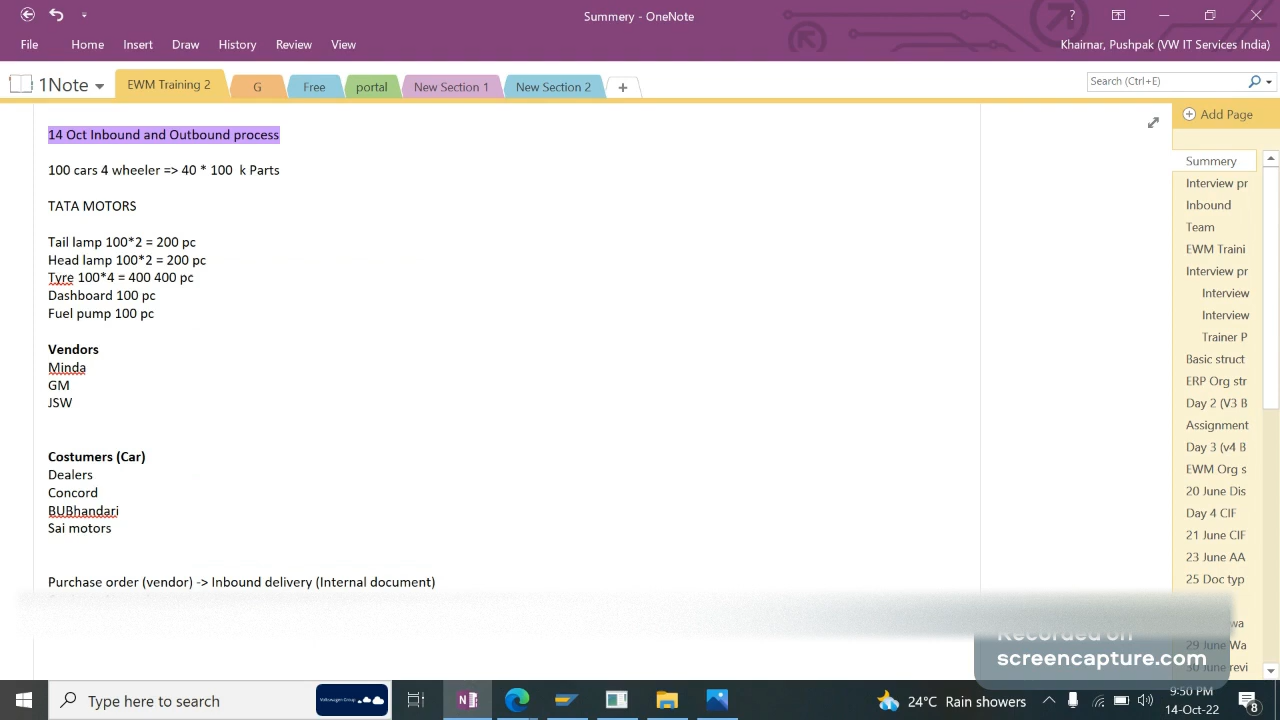 Summery - OneNote
File Home Insert Draw History Review View
Khairnar, Pushpak (VW IT Services India)
1Note
EWM Training 2
G
Free
portal
New Section 1
New Section 2
Search (Ctrl+E)
Add Page
14 Oct Inbound and Outbound process
100 cars 4 wheeler => 40 * 100 k Parts
TATA MOTORS
Tail lamp 100*2 = 200 pc
Head lamp 100*2 = 200 pc
Tyre 100*4 = 400 400 pc
Dashboard 100 pc
Fuel pump 100 pc
Vendors
Minda
GM
JSW
Costumers (Car)
Dealers
Concord
BUBhandari
Sai motors
Purchase order (vendor) -> Inbound delivery (Internal document)
Summery
Interview pr
Inbound
Team
EWM Traini
Interview pr
Interview
Interview
Trainer P
Basic struct
ERP Org str
Day 2 (V3 B
Assignment
Day 3 (v4 B
EWM Org s
20 June Dis
Day 4 CIF
21 June CIF
23 June AA
25 Doc typ
29 June Wa
30 June revi
Recorded on
screencapture.com
Type here to search
24°C Rain showers
9:50 PM
14-Oct-22
8